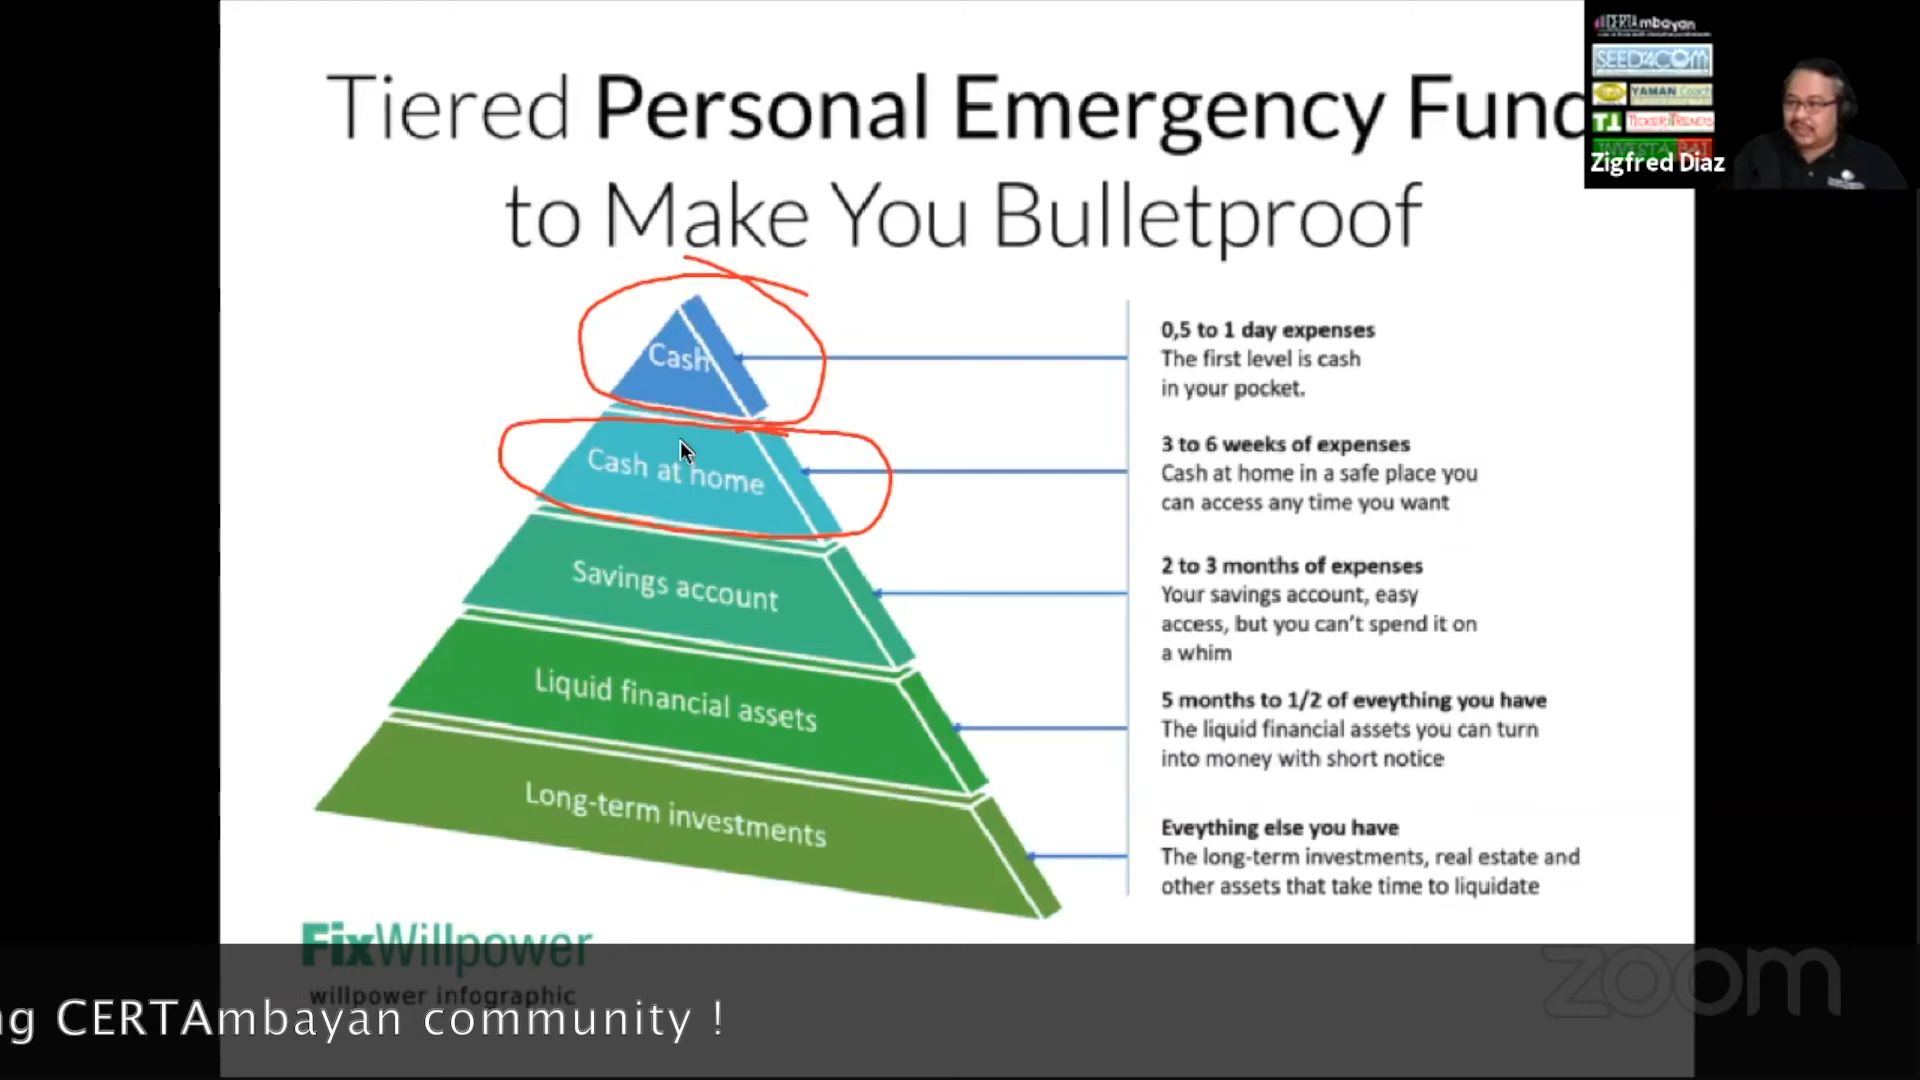 Tiered Personal Emergency Fund
to Make You Bulletproof
Cash
Cash at home
Savings account
Liquid financial assets
Long-term investments
0,5 to 1 day expenses
The first level is cash
in your pocket.
3 to 6 weeks of expenses
Cash at home in a safe place you
can access any time you want
2 to 3 months of expenses
Your savings account, easy
access, but you can't spend it on
a whim
5 months to 1/2 of eveything you have
The liquid financial assets you can turn
into money with short notice
Eveything else you have
The long-term investments, real estate and
other assets that take time to liquidate
FixWillpower
willpower infographic
ng CERTAmbayan community !
zoom
CERTAmbayan
SEED4COM
YAMAN Coach
TJ TICKERTRENDS
Zigfred Diaz